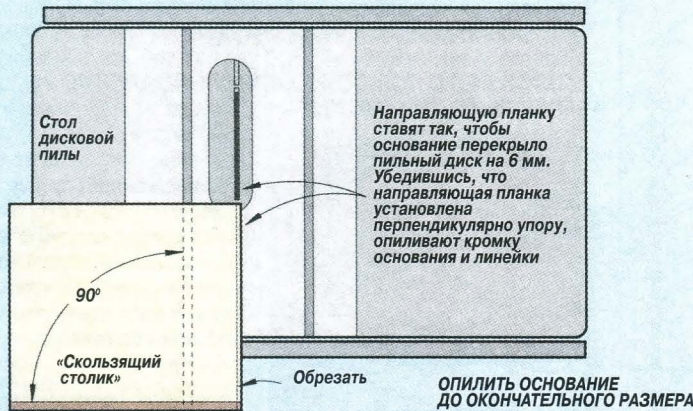 Стол
дисковой
пилы
Направляющую планку
ставят так, чтобы
основание перекрыло
пильный диск на 6 мм.
Убедившись, что
направляющая планка
установлена
перпендикулярно упору,
опиливают кромку
основания и линейки
90°
«Скользящий
столик»
Обрезать
ОПИЛИТЬ ОСНОВАНИЕ
ДО ОКОНЧАТЕЛЬНОГО РАЗМЕРА